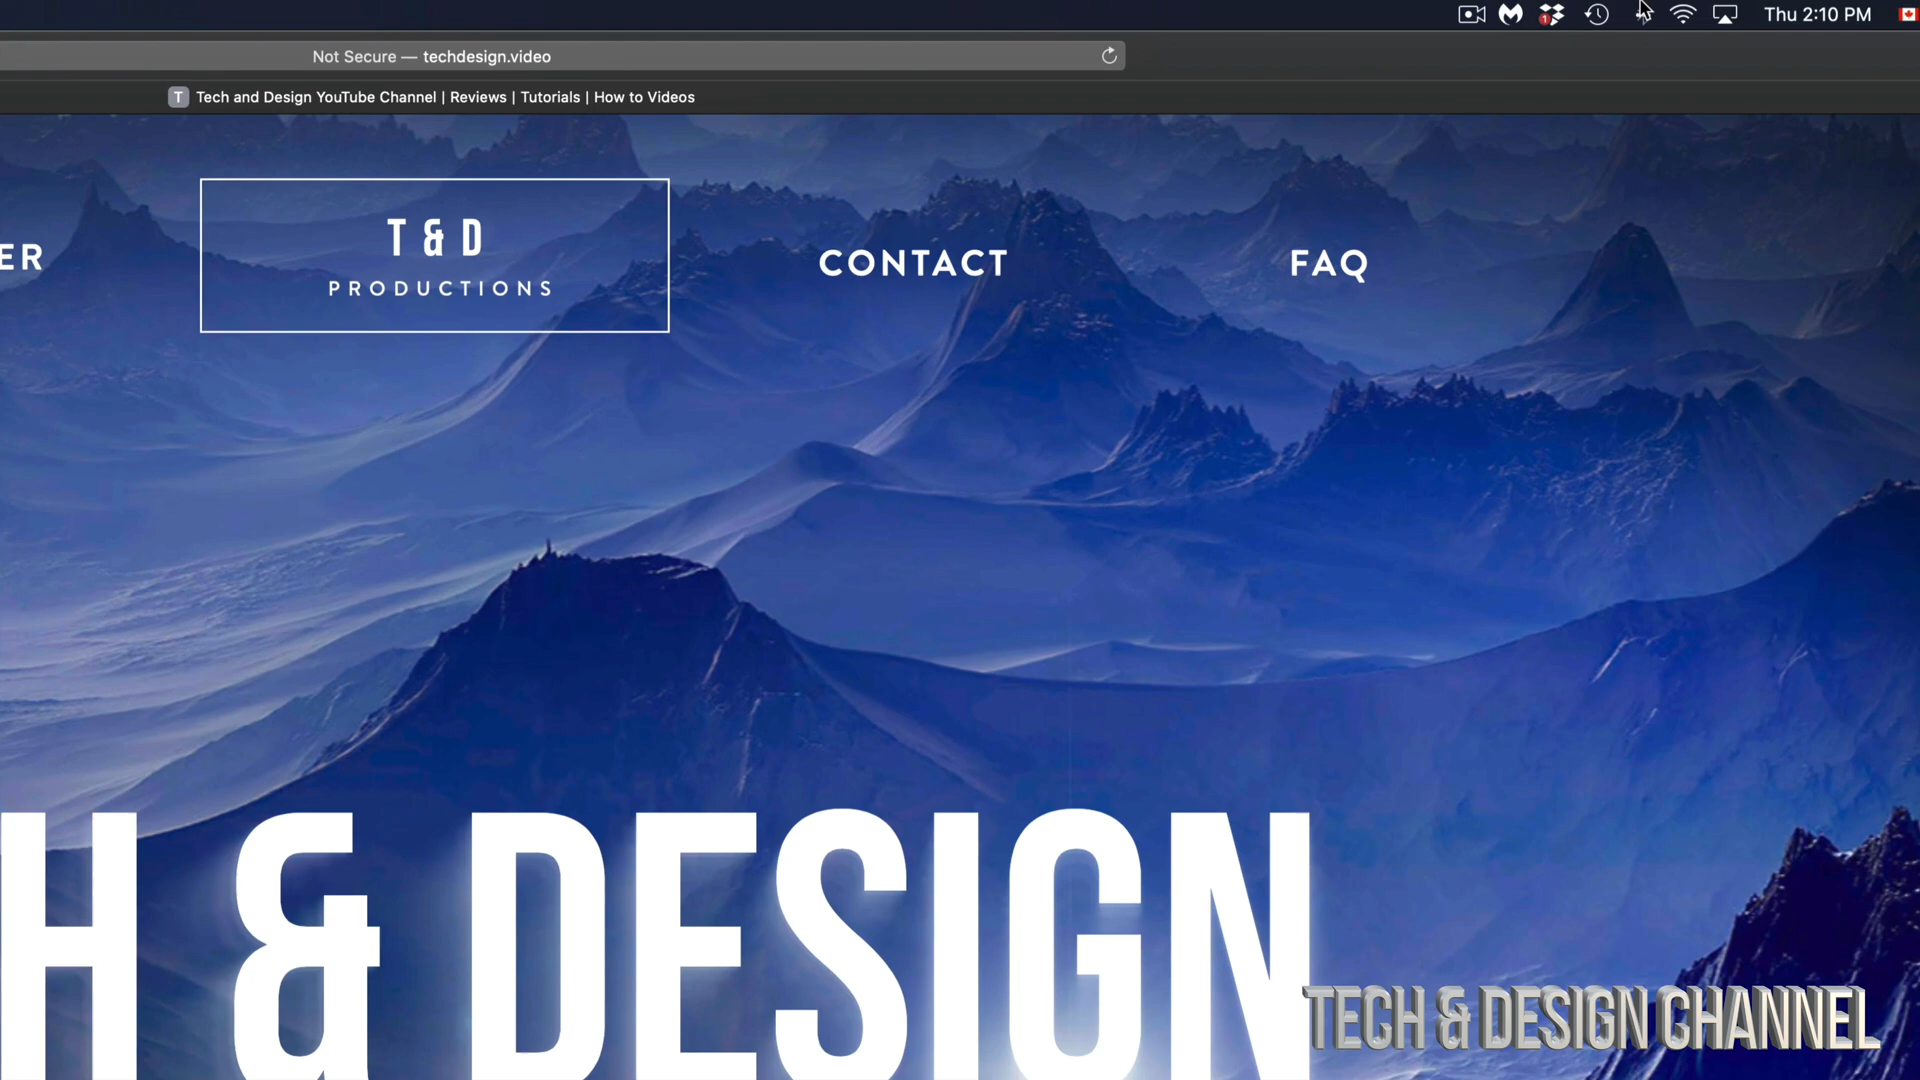 Thu 2:10 PM
Not Secure — techdesign.video
T Tech and Design YouTube Channel | Reviews | Tutorials | How to Videos
ER
T & D
PRODUCTIONS
CONTACT
FAQ
H & DESIGN
TECH & DESIGN CHANNEL